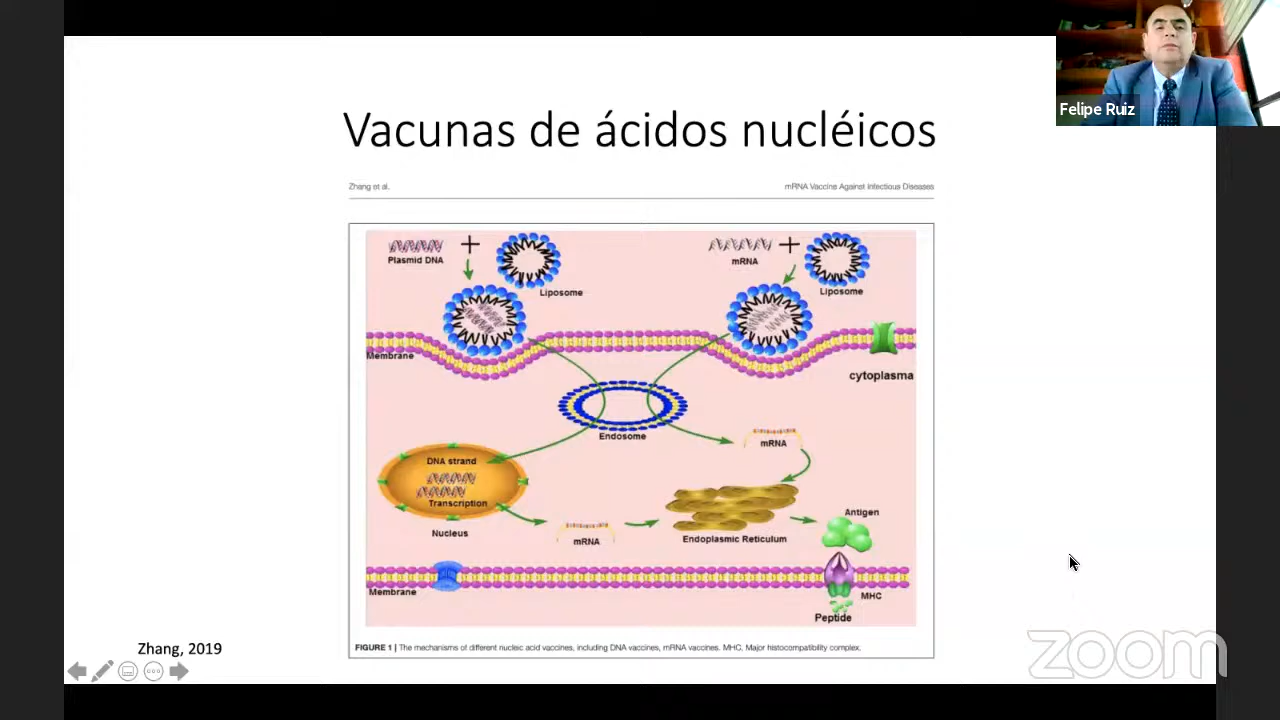 Felipe Ruiz
Vacunas de ácidos nucléicos
Zhang et al.
mRNA Vaccine Against Infectious Diseases
Plasmid DNA
Liposome
mRNA
Liposome
Membrane
cytoplasma
Endosome
mRNA
DNA strand
Transcription
Nucleus
mRNA
Endoplasmic Reticulum
Antigen
Membrane
MHC
Peptide
FIGURE 1 | The mechanisms of different nucleic acid vaccines, including DNA vaccines, mRNA vaccines. MHC, Major histocompatibility complex.
Zhang, 2019
zoom